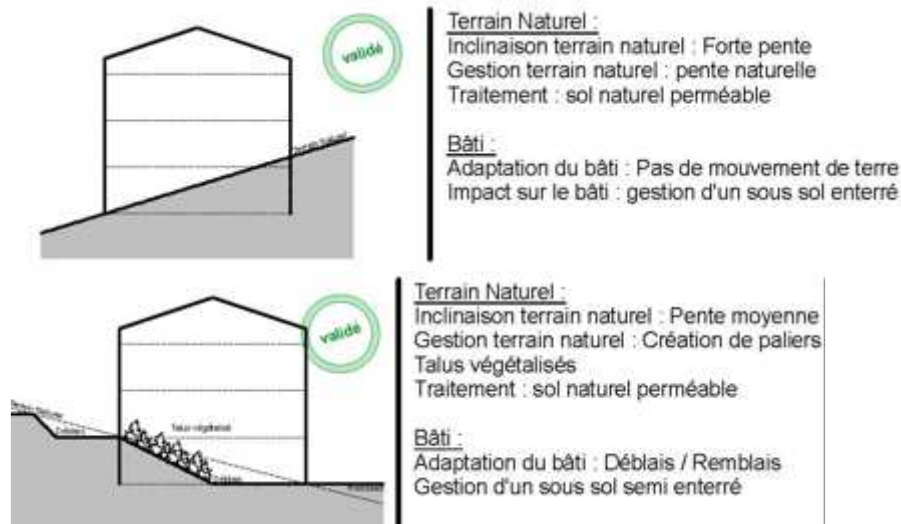 validé
Terrain Naturel :
Inclinaison terrain naturel : Forte pente
Gestion terrain naturel : pente naturelle
Traitement : sol naturel perméable
Bâti :
Adaptation du bâti : Pas de mouvement de terre
Impact sur le bâti : gestion d'un sous sol enterré
validé
Talus végétalisé
Terrain Naturel :
Inclinaison terrain naturel : Pente moyenne
Gestion terrain naturel : Création de paliers
Talus végétalisés
Traitement : sol naturel perméable
Bâti :
Adaptation du bâti : Déblais / Remblais
Gestion d'un sous sol semi enterré